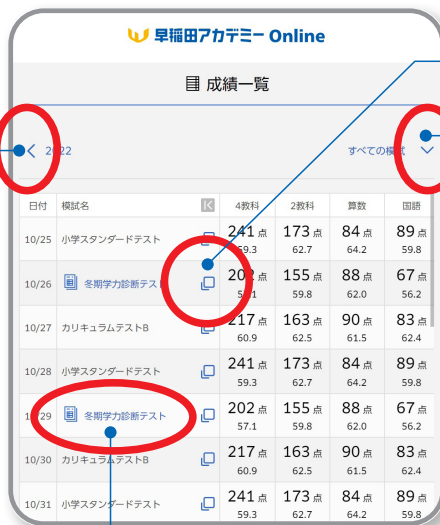 早稲田アカデミー Online
成績一覧
2022 すべての模試
日付 模試名 4教科 2教科 算数 国語
10/25 小学スタンダードテスト 241点 173点 84点 89点
59.3 62.7 64.2 59.8
10/26 冬期学力診断テスト 202点 155点 88点 67点
57.1 59.8 62.0 56.2
10/27 カリキュラムテストB 217点 163点 90点 83点
60.9 62.5 61.5 62.4
10/28 小学スタンダードテスト 241点 173点 84点 89点
59.3 62.7 64.2 59.8
10/29 冬期学力診断テスト 202点 155点 88点 67点
57.1 59.8 62.0 56.2
10/30 カリキュラムテストB 217点 163点 90点 83点
60.9 62.5 61.5 62.4
10/31 小学スタンダードテスト 241点 173点 84点 89点
59.3 62.7 64.2 59.8